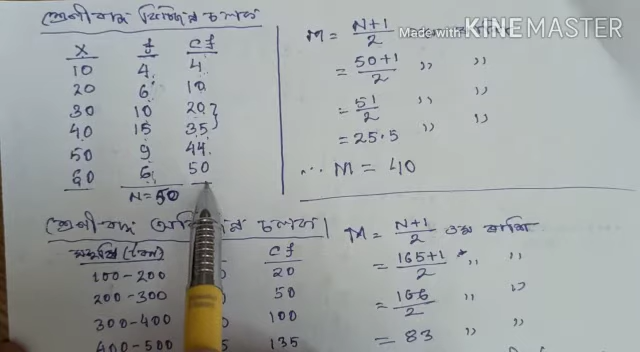 Made with KINEMASTER
শ্রেণীবদ্ধ বিচ্ছিন্ন চলক
X f cf
10 4 4
20 6 10
30 10 20
40 15 35
50 9 44
60 6 50
N=50
M = N+1/2
= 50+1/2 ,, ,,
= 51/2 ,, ,,
= 25.5 ,, ,,
∴ M = 40
শ্রেণীবদ্ধ অবিচ্ছিন্ন চলক
cf
100-200 20
200-300 50
300-400 100
400-500 135
M = N+1/2 তম রাশি
= 165+1/2 ,, ,,
= 166/2 ,, ,,
= 83 ,, ,,